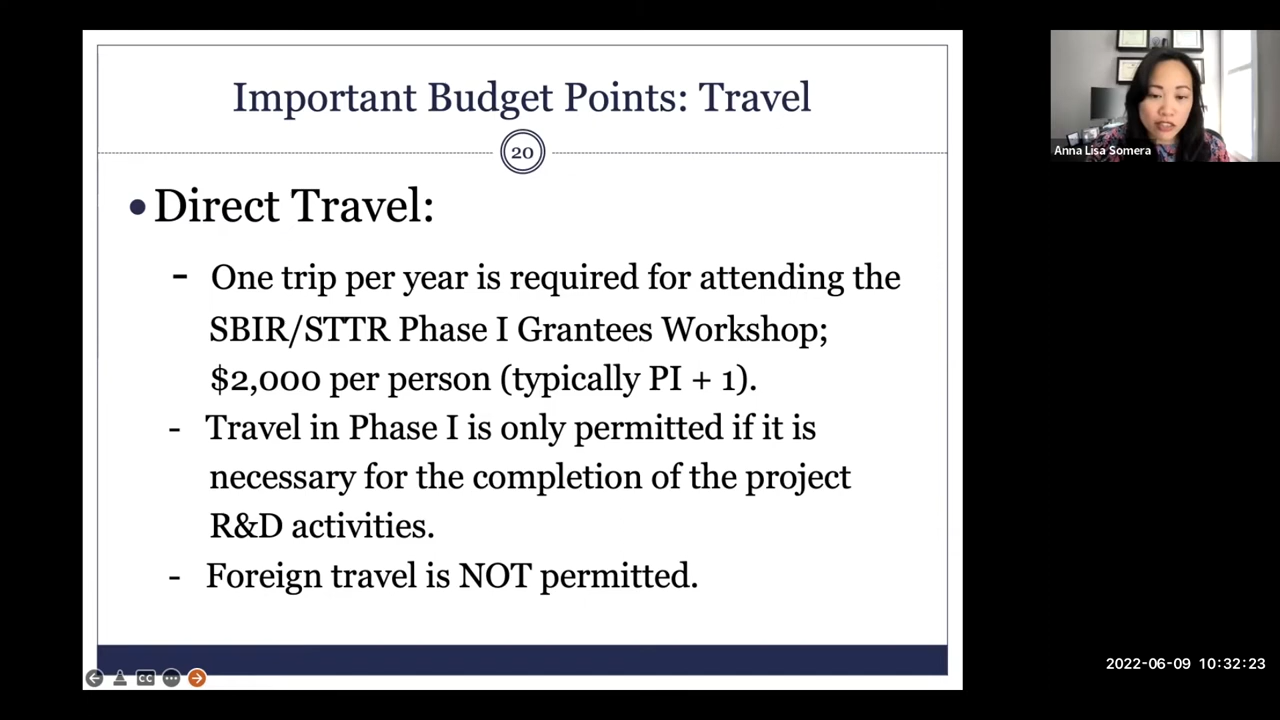 Important Budget Points: Travel
20
• Direct Travel:
- One trip per year is required for attending the
SBIR/STTR Phase I Grantees Workshop;
$2,000 per person (typically PI + 1).
- Travel in Phase I is only permitted if it is
necessary for the completion of the project
R&D activities.
- Foreign travel is NOT permitted.
CC
Anna Lisa Somera
2022-06-09 10:32:23